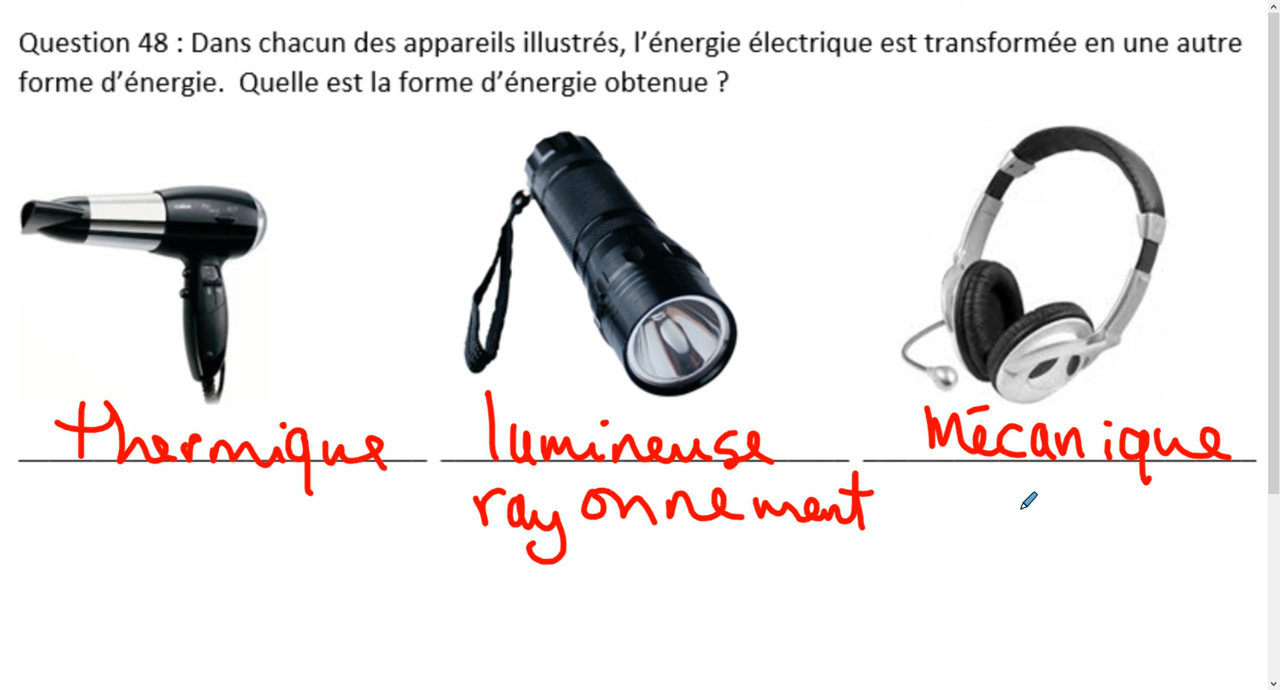 Question 48 : Dans chacun des appareils illustrés, l’énergie électrique est transformée en une autre
forme d’énergie.  Quelle est la forme d’énergie obtenue ?
thermique lumineuse mécanique
rayonnement